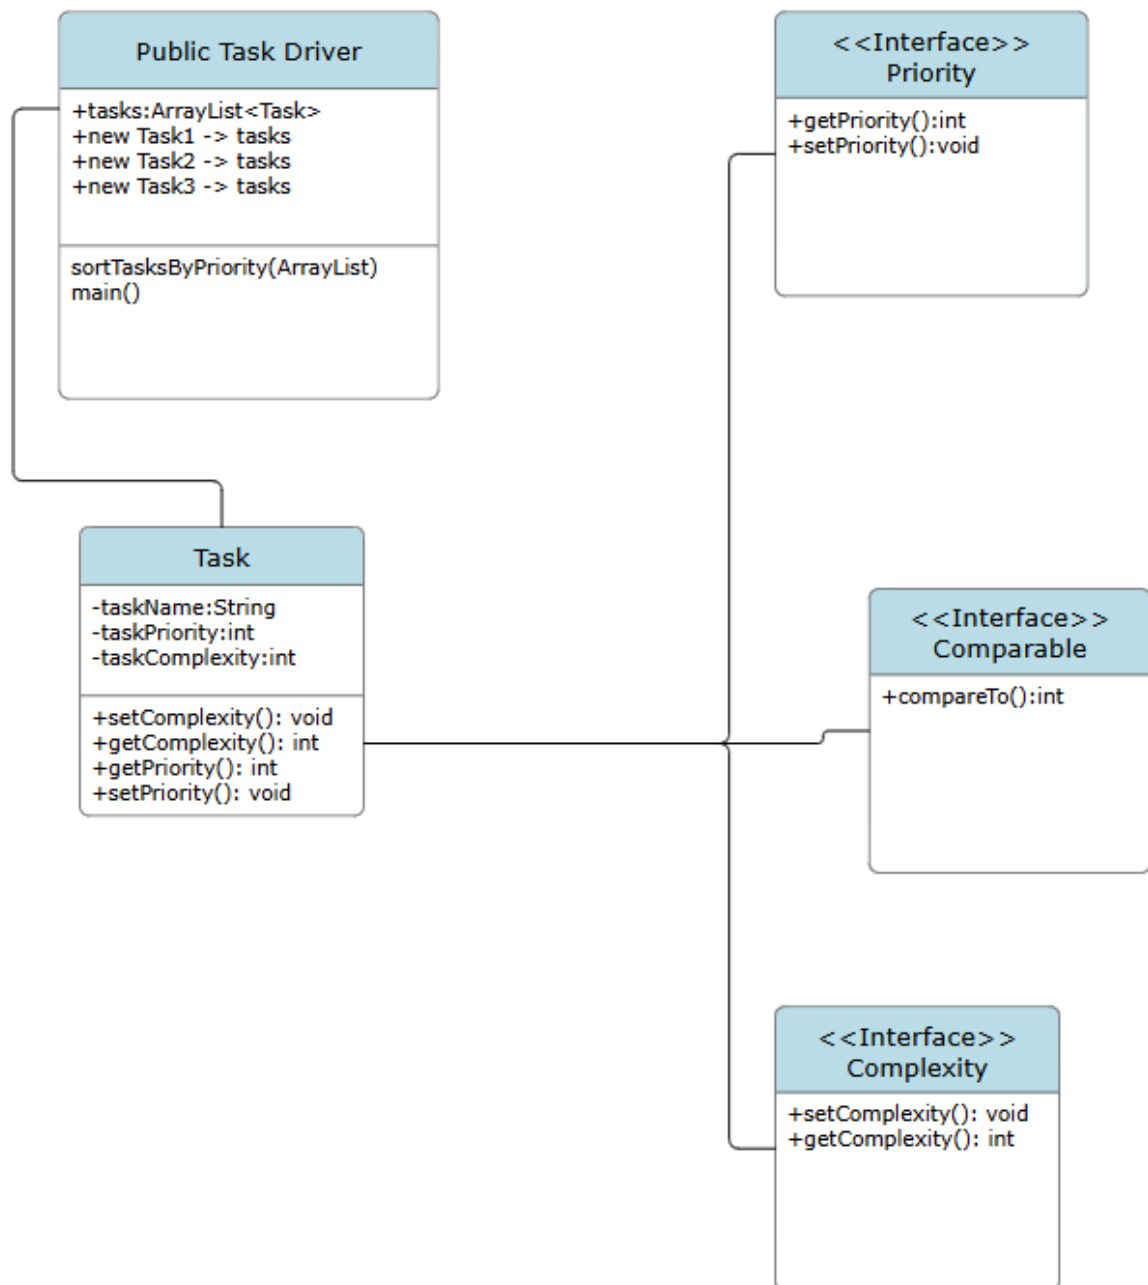 Public Task Driver
+tasks:ArrayList<Task>
+new Task1 -> tasks
+new Task2 -> tasks
+new Task3 -> tasks
sortTasksByPriority(ArrayList)
main()
<<Interface>>
Priority
+getPriority():int
+setPriority():void
Task
-taskName:String
-taskPriority:int
-taskComplexity:int
+setComplexity(): void
+getComplexity(): int
+getPriority(): int
+setPriority(): void
<<Interface>>
Comparable
+compareTo():int
<<Interface>>
Complexity
+setComplexity(): void
+getComplexity(): int